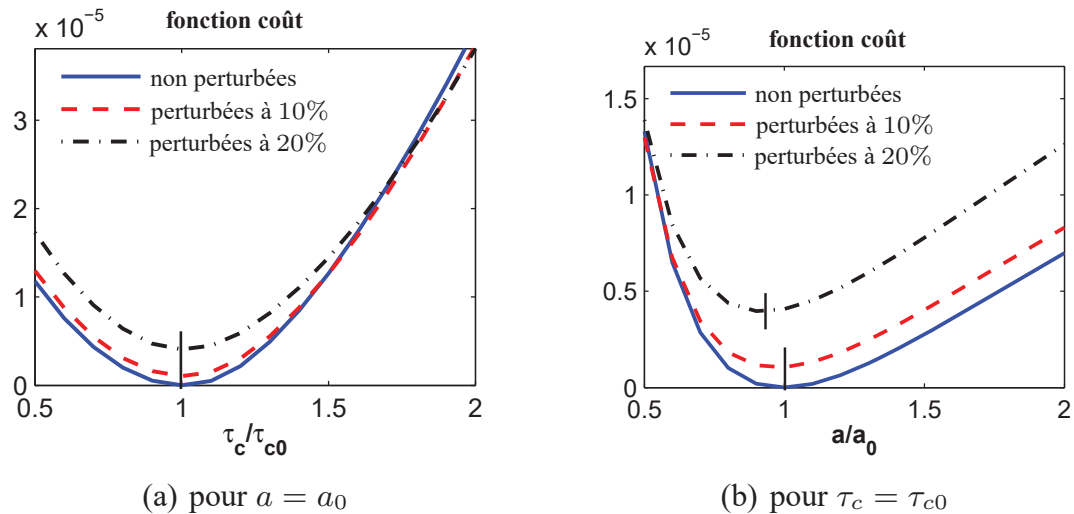 x 10⁻⁵
fonction coût
non perturbées
perturbées à 10%
perturbées à 20%
3
2
1
0
0.5 1 1.5 2
τc/τc0
(a) pour a = a0
x 10⁻⁵
fonction coût
non perturbées
perturbées à 10%
perturbées à 20%
1.5
1
0.5
0
0.5 1 1.5 2
a/a0
(b) pour τc = τc0